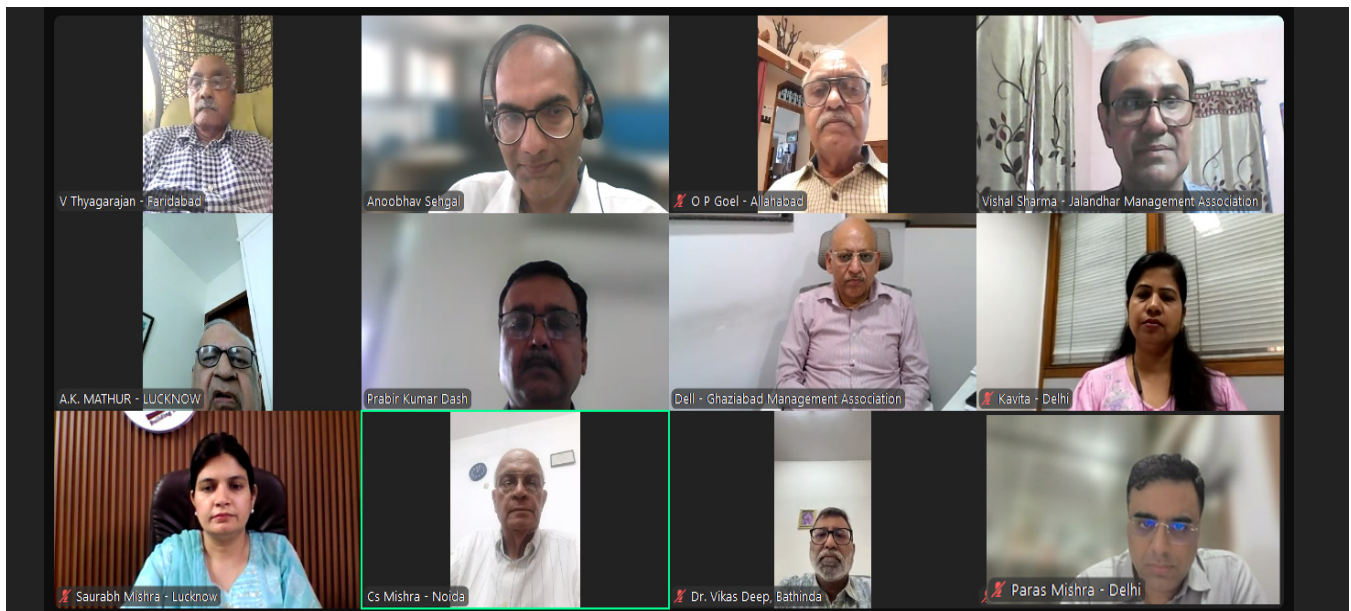 V Thyagarajan - Faridabad
Anoobhav Sehgal
O P Goel - Allahabad
Vishal Sharma - Jalandhar Management Association
A.K. MATHUR - LUCKNOW
Prabir Kumar Dash
Dell - Ghaziabad Management Association
Kavita - Delhi
Saurabh Mishra - Lucknow
Cs Mishra - Noida
Dr. Vikas Deep, Bathinda
Paras Mishra - Delhi